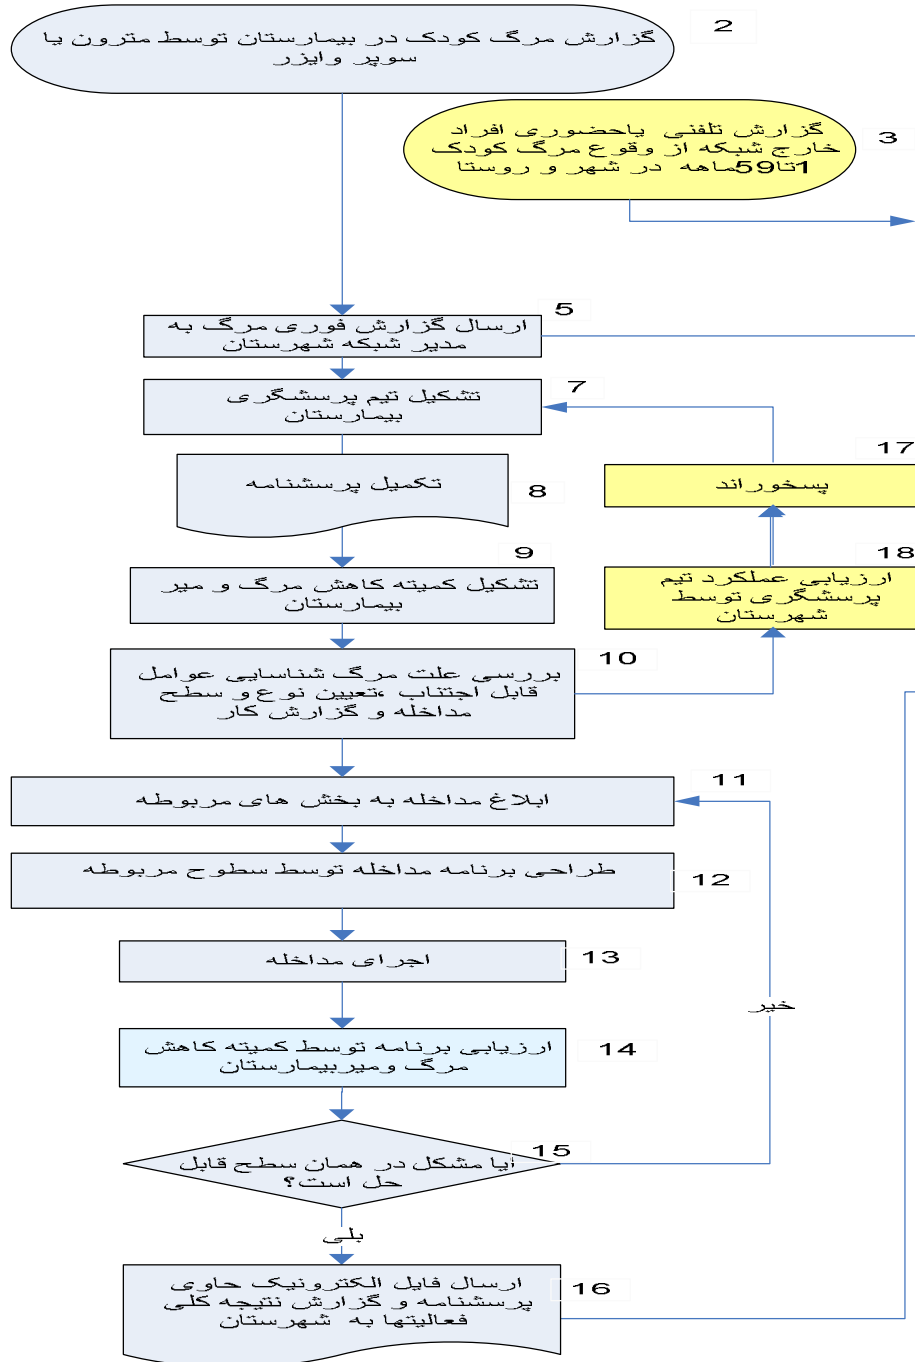 2
گزارش مرگ کودک در بیمارستان توسط مترون یا
سوپر وایزر
3
گزارش تلفنی یاحضوری افراد
خارج شبکه از وقوع مرگ کودک
1تا59ماهه در شهر و روستا
5
ارسال گزارش فوری مرگ به
مدیر شبکه شهرستان
7
تشکیل تیم پرسشگری
بیمارستان
17
پسخوراند
8
تکمیل پرسشنامه
18
ارزیابی عملکرد تیم
پرسشگری توسط
شهرستان
9
تشکیل کمیته کاهش مرگ و میر
بیمارستان
10
بررسی علت مرگ شناسایی عوامل
قابل اجتناب ،تعیین نوع و سطح
مداخله و گزارش کار
11
ابلاغ مداخله به بخش های مربوطه
12
طراحی برنامه مداخله توسط سطوح مربوطه
13
اجرای مداخله
خیر
14
ارزیابی برنامه توسط کمیته کاهش
مرگ ومیربیمارستان
15
آیا مشکل در همان سطح قابل
حل است؟
بلی
16
ارسال فایل الکترونیک حاوی
پرسشنامه و گزارش نتیجه کلی
فعالیتها به شهرستان